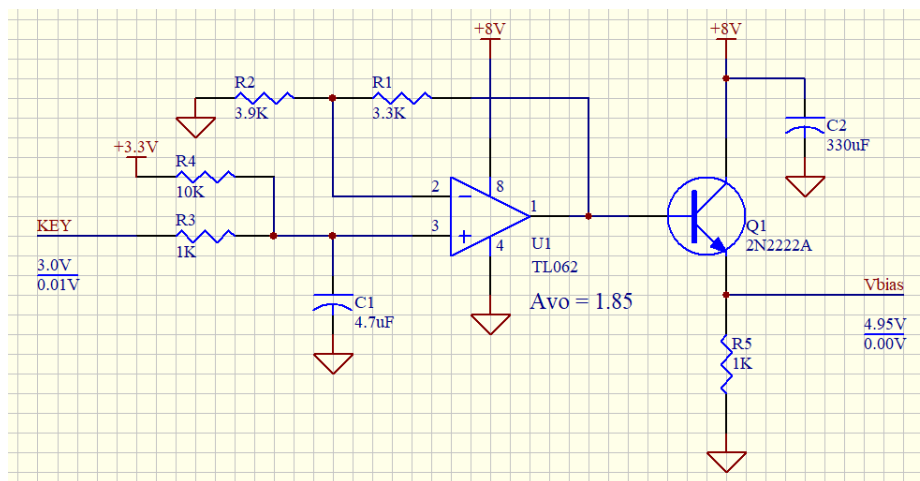 +8V
+8V
R2
R1
3.9K
3.3K
C2
330uF
+3.3V
R4
10K
2
8
1
KEY
R3
1K
3
4
U1
TL062
Q1
2N2222A
3.0V
0.01V
C1
4.7uF
Avo = 1.85
Vbias
4.95V
0.00V
R5
1K